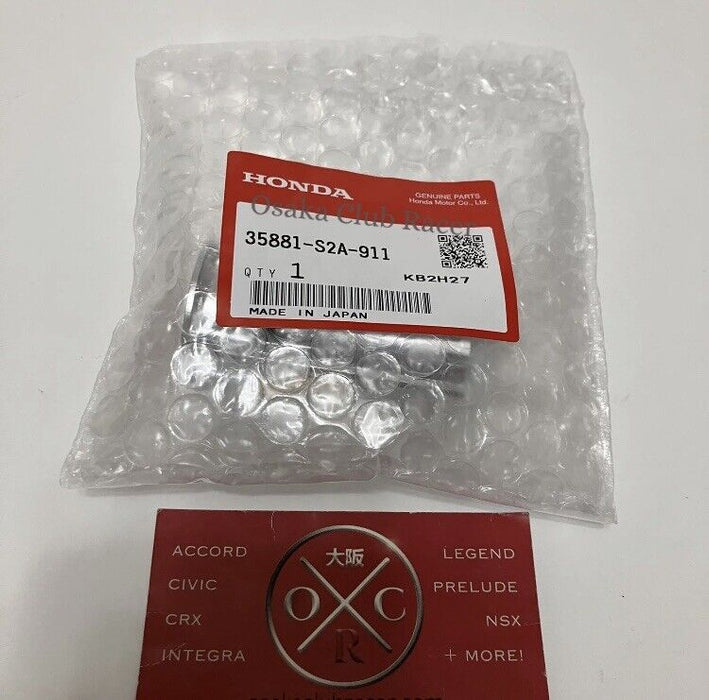 HONDA
GENUINE PARTS
Honda Motor Co., Ltd.
Osaka Club Racer
35881-S2A-911
QTY 1
KB2H27
MADE IN JAPAN
大阪
O C
R
ACCORD
CIVIC
CRX
INTEGRA
LEGEND
PRELUDE
NSX
+ MORE!